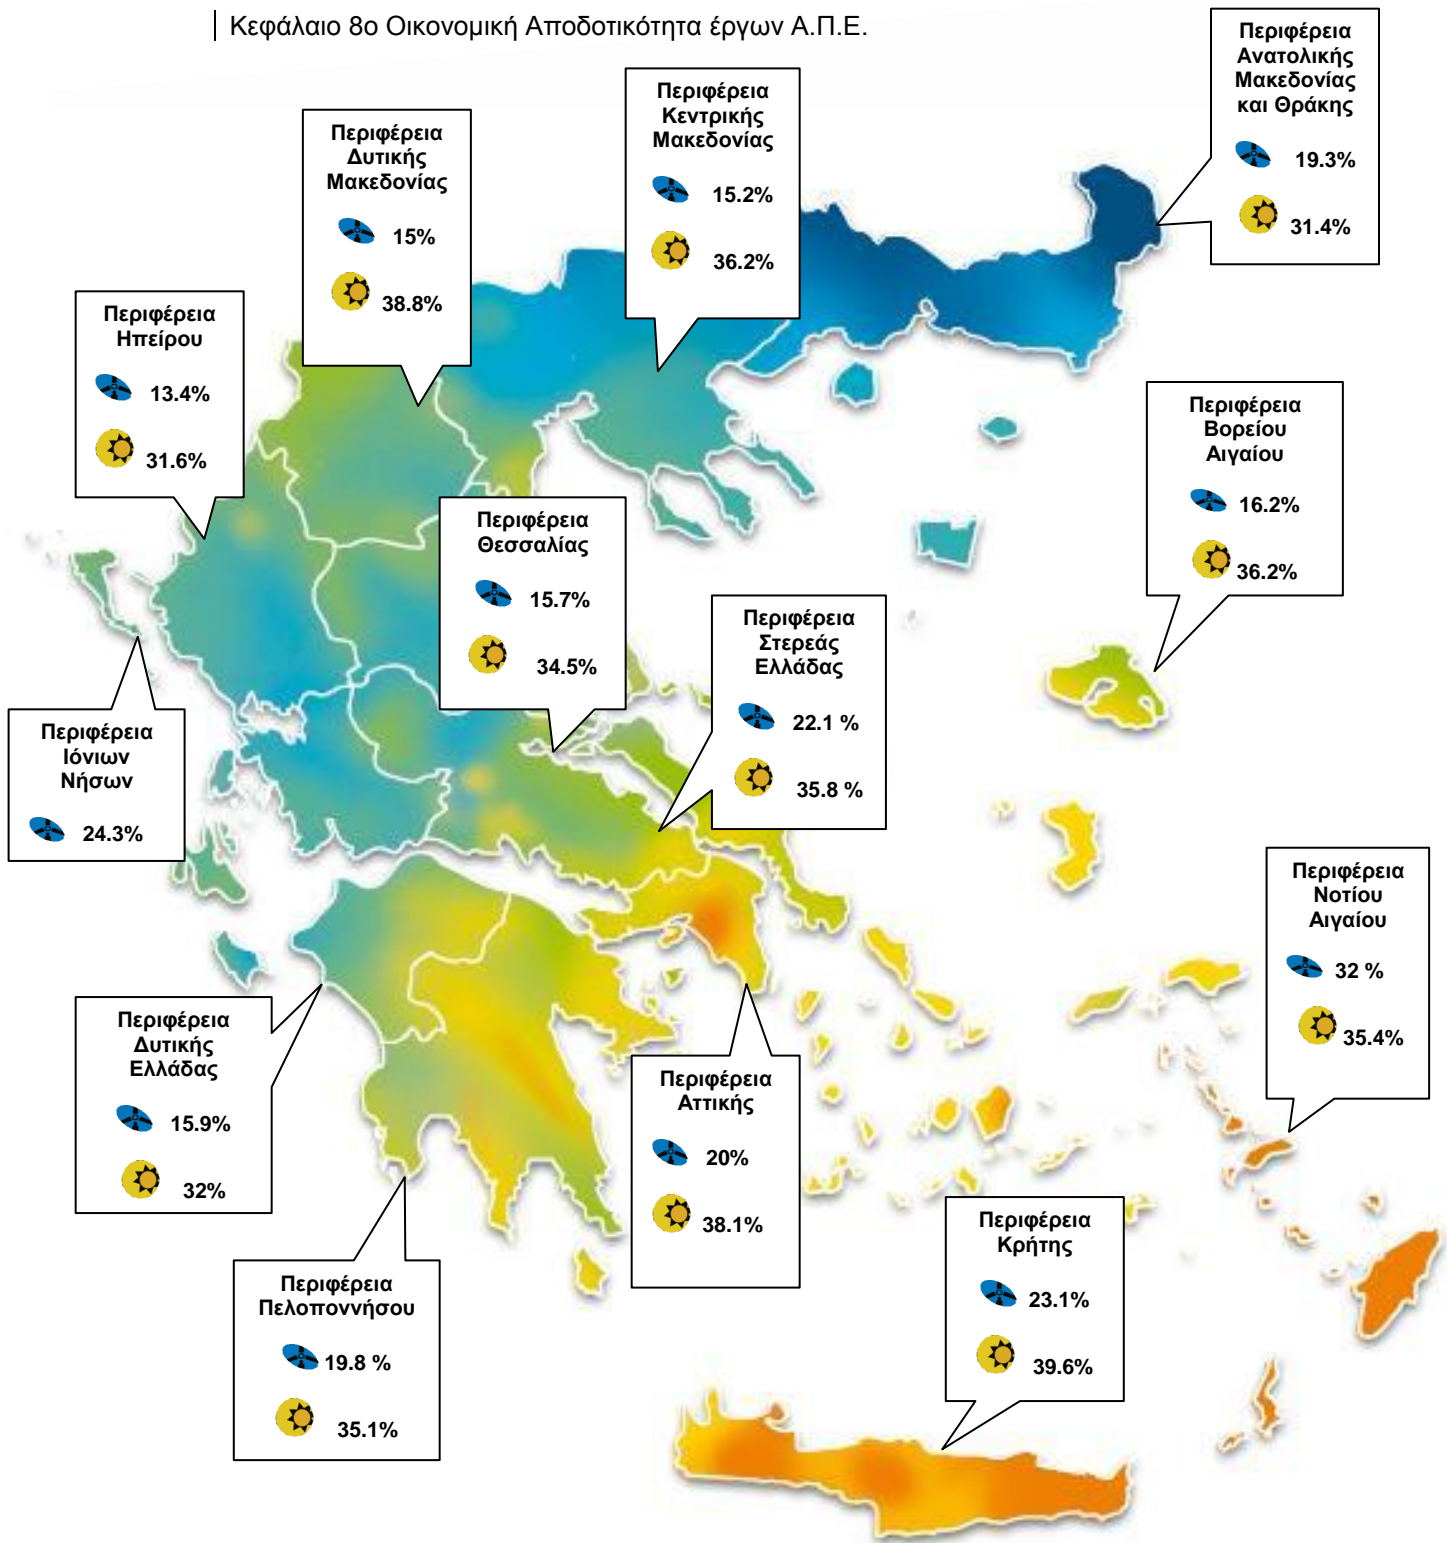 Κεφάλαιο 8ο Οικονομική Αποδοτικότητα έργων Α.Π.Ε.
Περιφέρεια
Ανατολικής
Μακεδονίας
και Θράκης
19.3%
31.4%
Περιφέρεια
Κεντρικής
Μακεδονίας
15.2%
36.2%
Περιφέρεια
Δυτικής
Μακεδονίας
15%
38.8%
Περιφέρεια
Ηπείρου
13.4%
31.6%
Περιφέρεια
Βορείου
Αιγαίου
16.2%
36.2%
Περιφέρεια
Θεσσαλίας
15.7%
34.5%
Περιφέρεια
Στερεάς
Ελλάδας
22.1 %
35.8 %
Περιφέρεια
Ιόνιων
Νήσων
24.3%
Περιφέρεια
Νοτίου
Αιγαίου
32 %
35.4%
Περιφέρεια
Δυτικής
Ελλάδας
15.9%
32%
Περιφέρεια
Αττικής
20%
38.1%
Περιφέρεια
Κρήτης
23.1%
39.6%
Περιφέρεια
Πελοποννήσου
19.8 %
35.1%